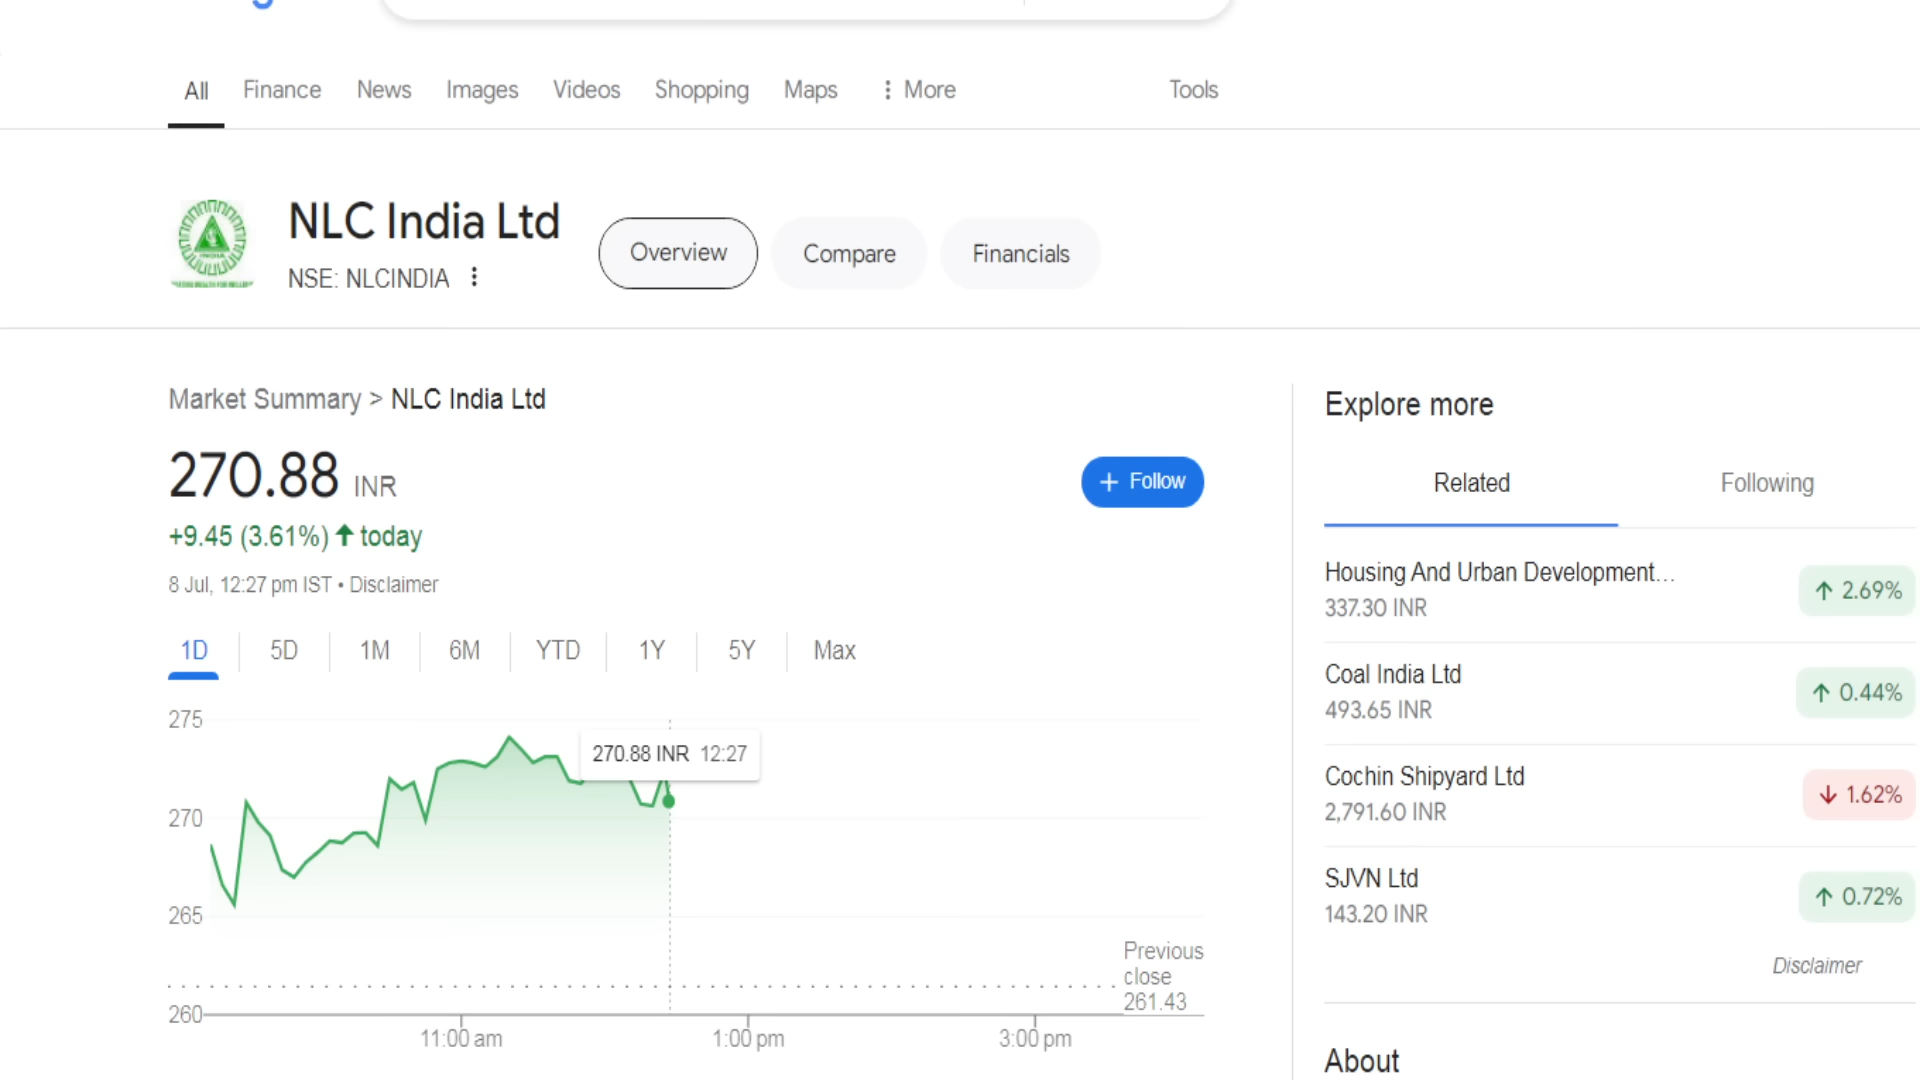 All Finance News Images Videos Shopping Maps More Tools
NLC India Ltd
NSE: NLCINDIA
Overview Compare Financials
Market Summary > NLC India Ltd
270.88 INR
+ Follow
+9.45 (3.61%) today
8 Jul, 12:27 pm IST • Disclaimer
1D 5D 1M 6M YTD 1Y 5Y Max
275
270.88 INR 12:27
270
265
Previous
close
261.43
260
11:00 am 1:00 pm 3:00 pm
Explore more
Related Following
Housing And Urban Development...
337.30 INR
2.69%
Coal India Ltd
493.65 INR
0.44%
Cochin Shipyard Ltd
2,791.60 INR
1.62%
SJVN Ltd
143.20 INR
0.72%
Disclaimer
About